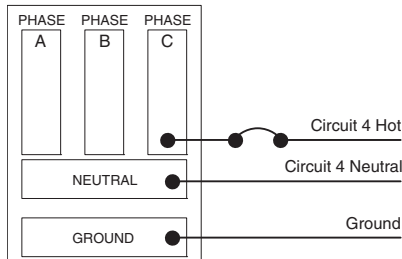 PHASE PHASE PHASE
A B C
Circuit 4 Hot
Circuit 4 Neutral
NEUTRAL
Ground
GROUND